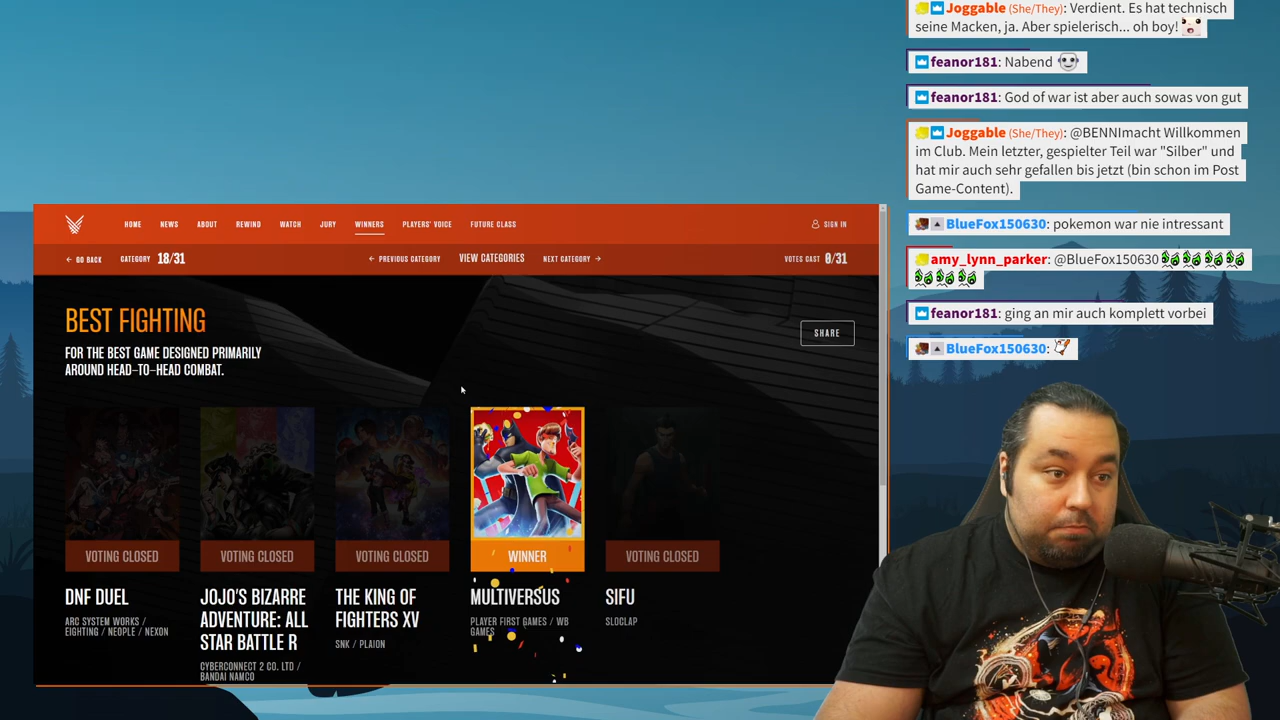 HOME NEWS ABOUT REWIND WATCH JURY WINNERS PLAYERS' VOICE FUTURE CLASS SIGN IN
GO BACK CATEGORY 18/31 PREVIOUS CATEGORY VIEW CATEGORIES NEXT CATEGORY VOTES CAST 0/31
BEST FIGHTING
FOR THE BEST GAME DESIGNED PRIMARILY
AROUND HEAD-TO-HEAD COMBAT.
SHARE
VOTING CLOSED
DNF DUEL
ARC SYSTEM WORKS /
EIGHTING / NEOPLE / NEXON
VOTING CLOSED
JOJO'S BIZARRE
ADVENTURE: ALL
STAR BATTLE R
CYBERCONNECT 2 CO. LTD /
BANDAI NAMCO
VOTING CLOSED
THE KING OF
FIGHTERS XV
SNK / PLAION
WINNER
MULTIVERSUS
PLAYER FIRST GAMES / WB
GAMES
VOTING CLOSED
SIFU
SLOCLAP
Joggable (She/They): Verdient. Es hat technisch
seine Macken, ja. Aber spielerisch... oh boy!
feanor181: Nabend
feanor181: God of war ist aber auch sowas von gut
Joggable (She/They): @BENNImacht Willkommen
im Club. Mein letzter, gespielter Teil war "Silber" und
hat mir auch sehr gefallen bis jetzt (bin schon im Post
Game-Content).
BlueFox150630: pokemon war nie intressant
amy_lynn_parker: @BlueFox150630
feanor181: ging an mir auch komplett vorbei
BlueFox150630: